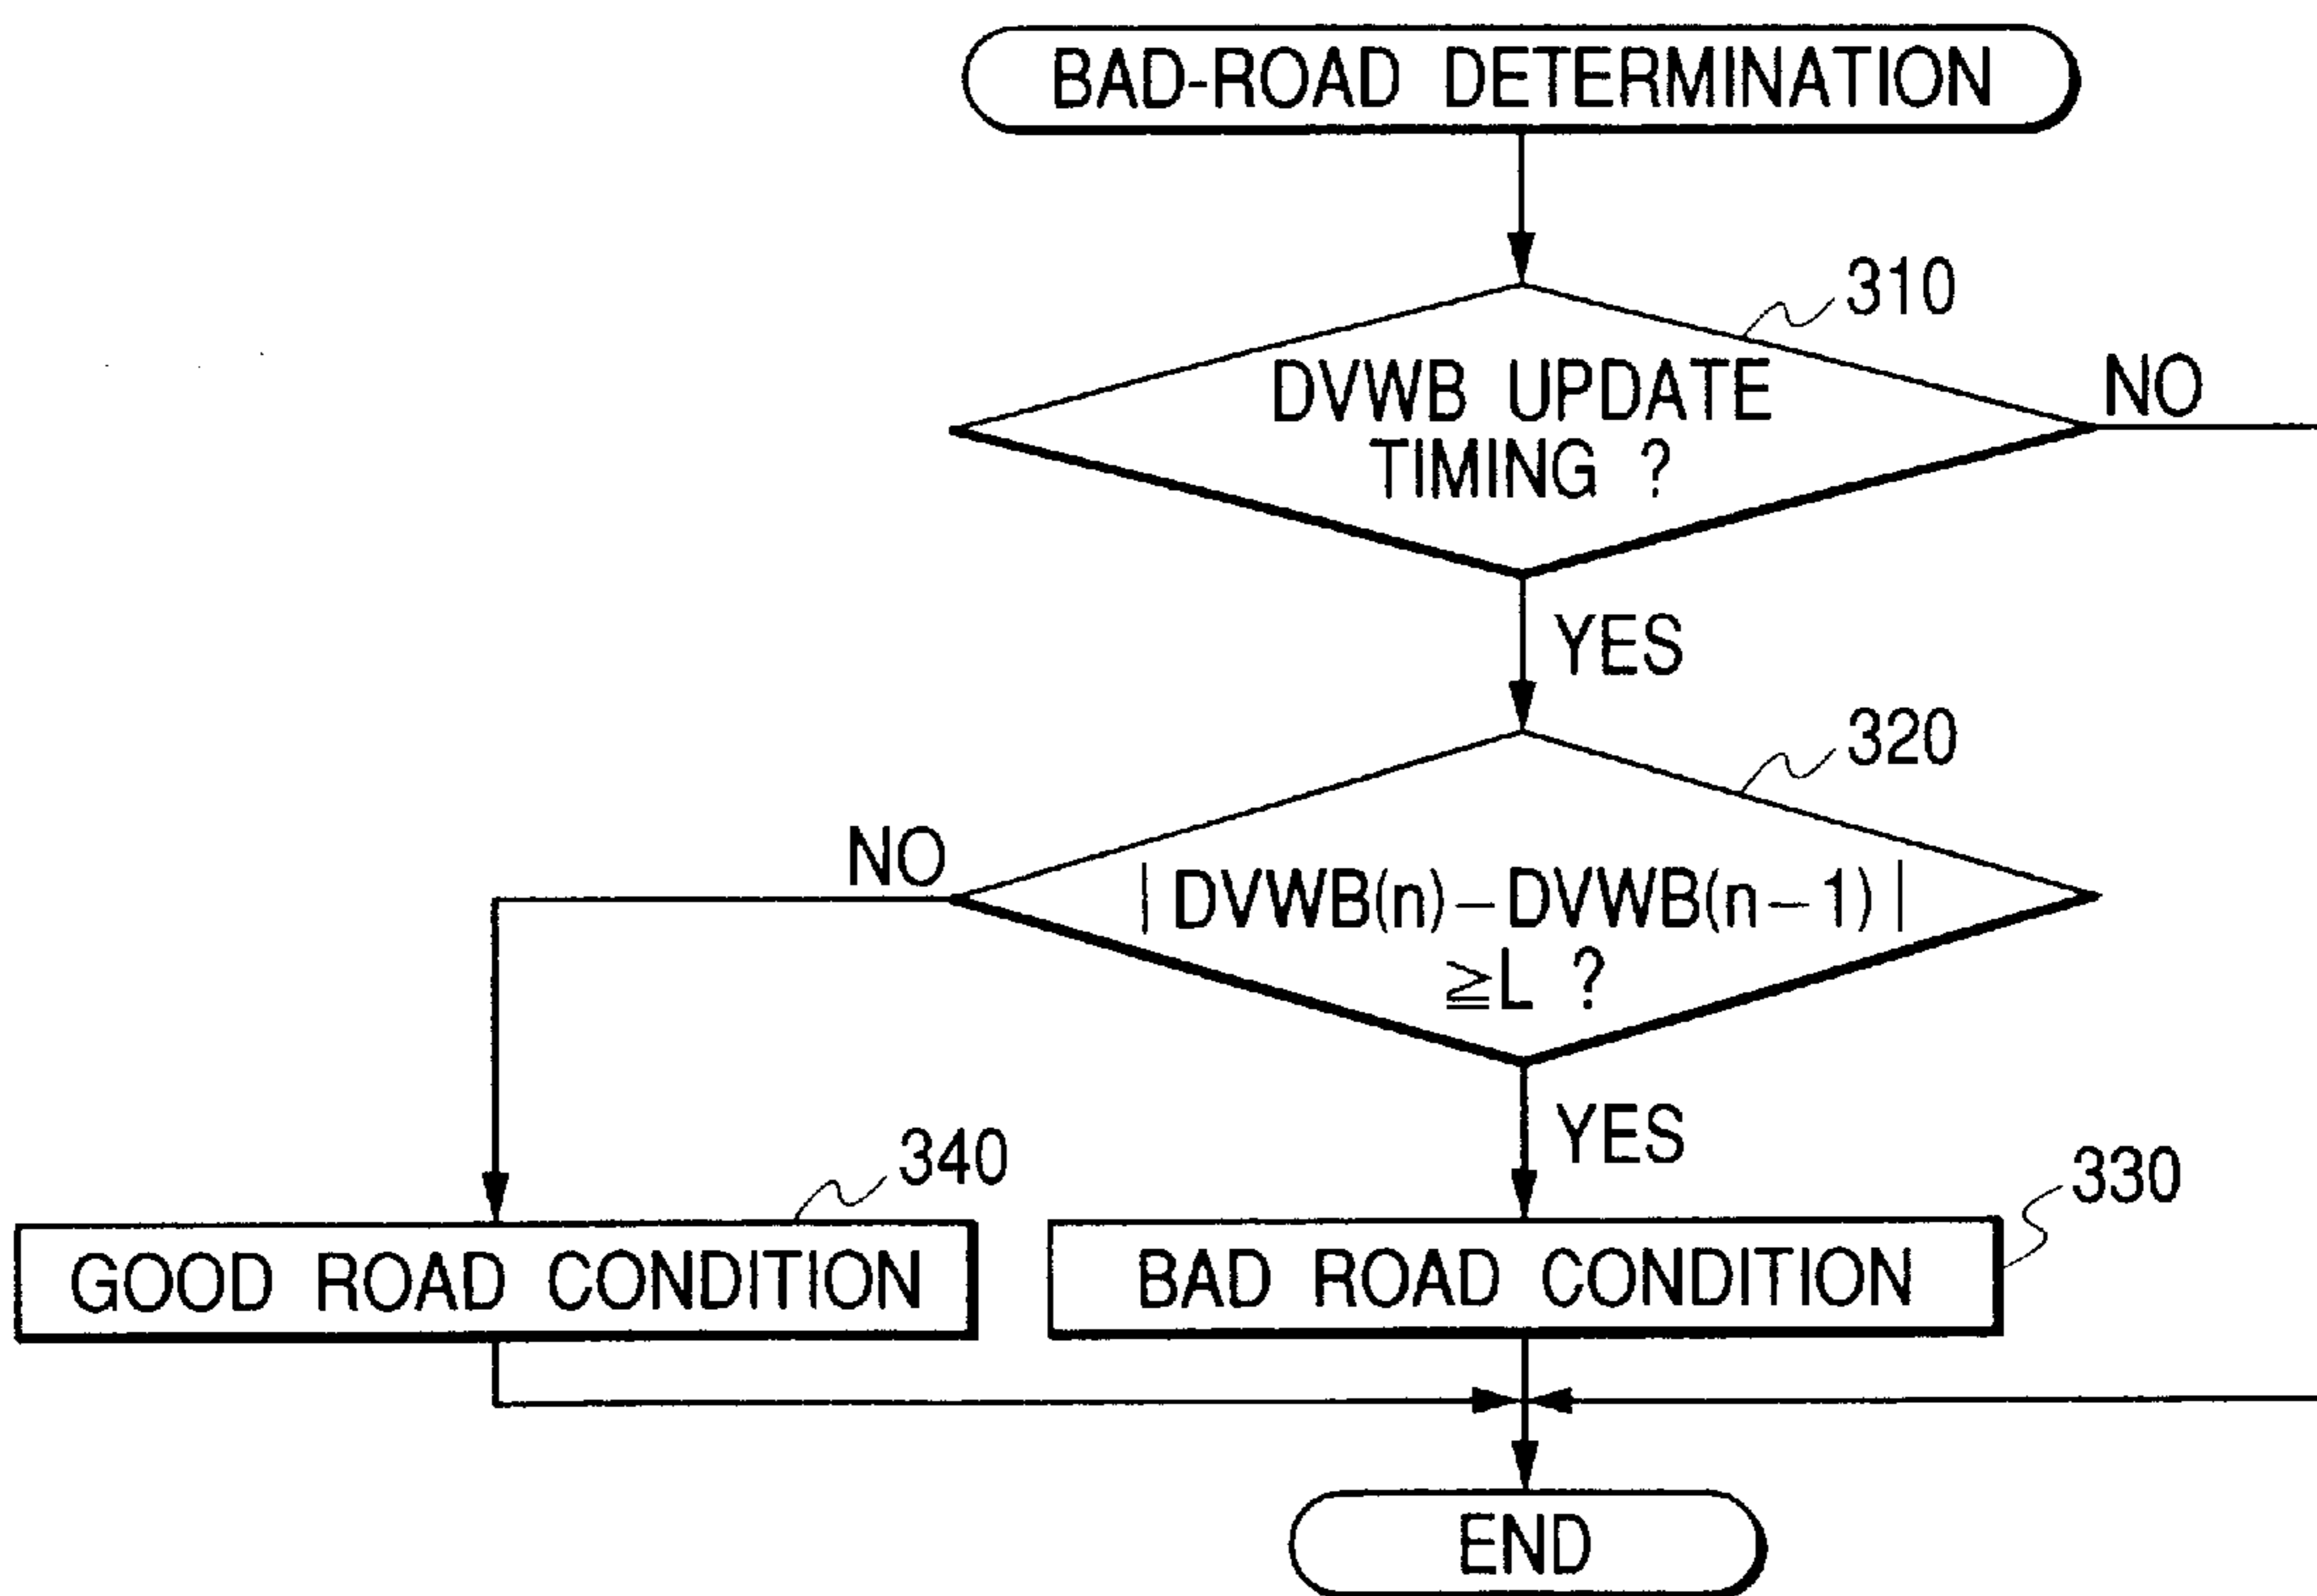 BAD-ROAD DETERMINATION
310
DVWB UPDATE
TIMING ?
NO
YES
320
NO
| DVWB(n)−DVWB(n−1) |
≧L ?
YES
340
330
GOOD ROAD CONDITION
BAD ROAD CONDITION
END